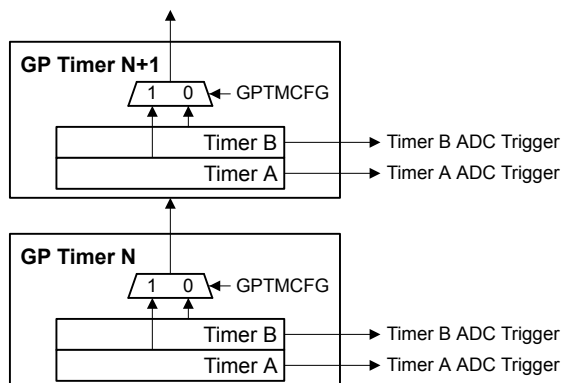 GP Timer N+1
1 0 GPTMCFG
Timer B Timer B ADC Trigger
Timer A Timer A ADC Trigger
GP Timer N
1 0 GPTMCFG
Timer B Timer B ADC Trigger
Timer A Timer A ADC Trigger